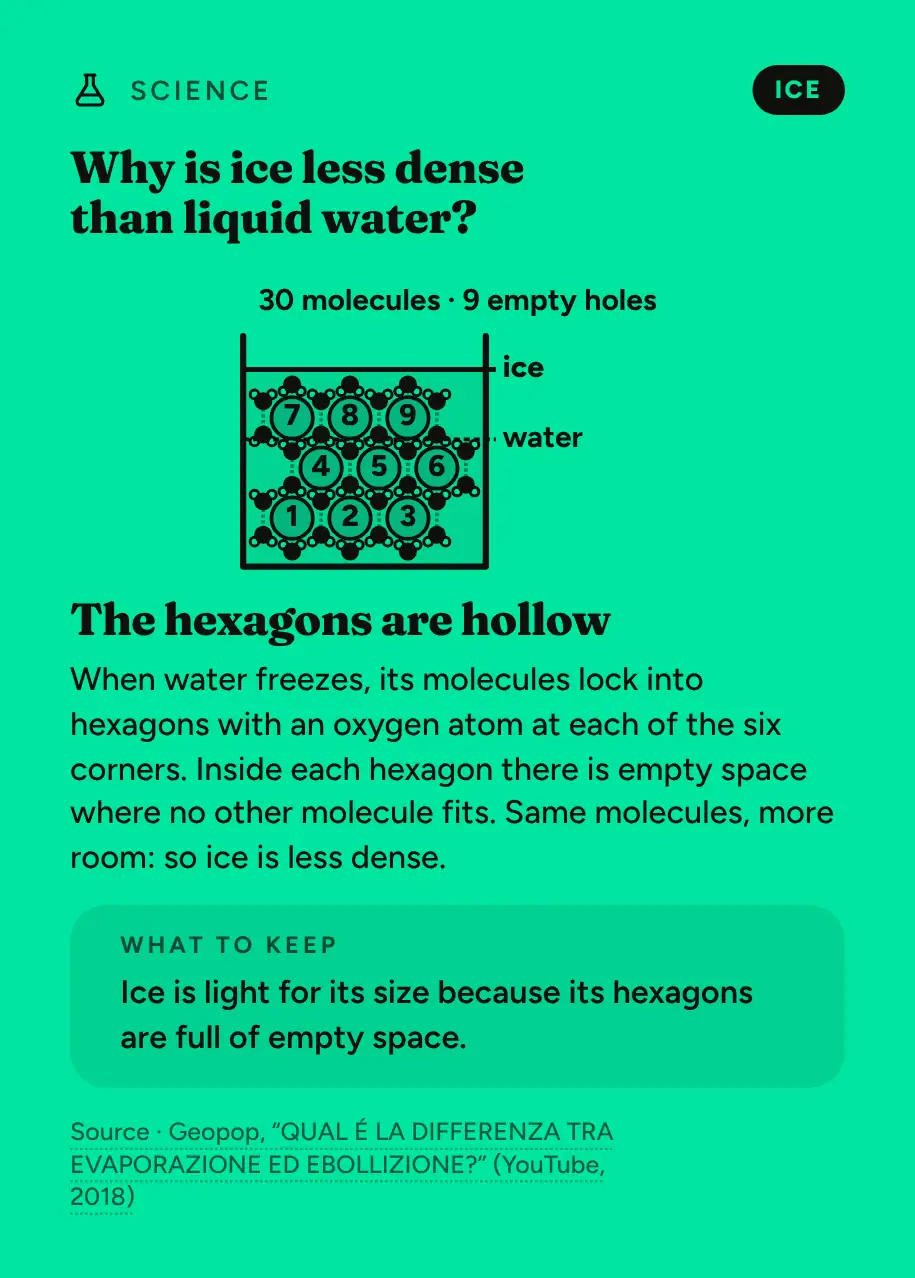 SCIENCE
ICE
Why is ice less dense
than liquid water?
30 molecules · 9 empty holes
ice
water
7 8 9
4 5 6
1 2 3
The hexagons are hollow
When water freezes, its molecules lock into
hexagons with an oxygen atom at each of the six
corners. Inside each hexagon there is empty space
where no other molecule fits. Same molecules, more
room: so ice is less dense.
WHAT TO KEEP
Ice is light for its size because its hexagons
are full of empty space.
Source · Geopop, “QUAL É LA DIFFERENZA TRA
EVAPORAZIONE ED EBOLLIZIONE?” (YouTube,
2018)